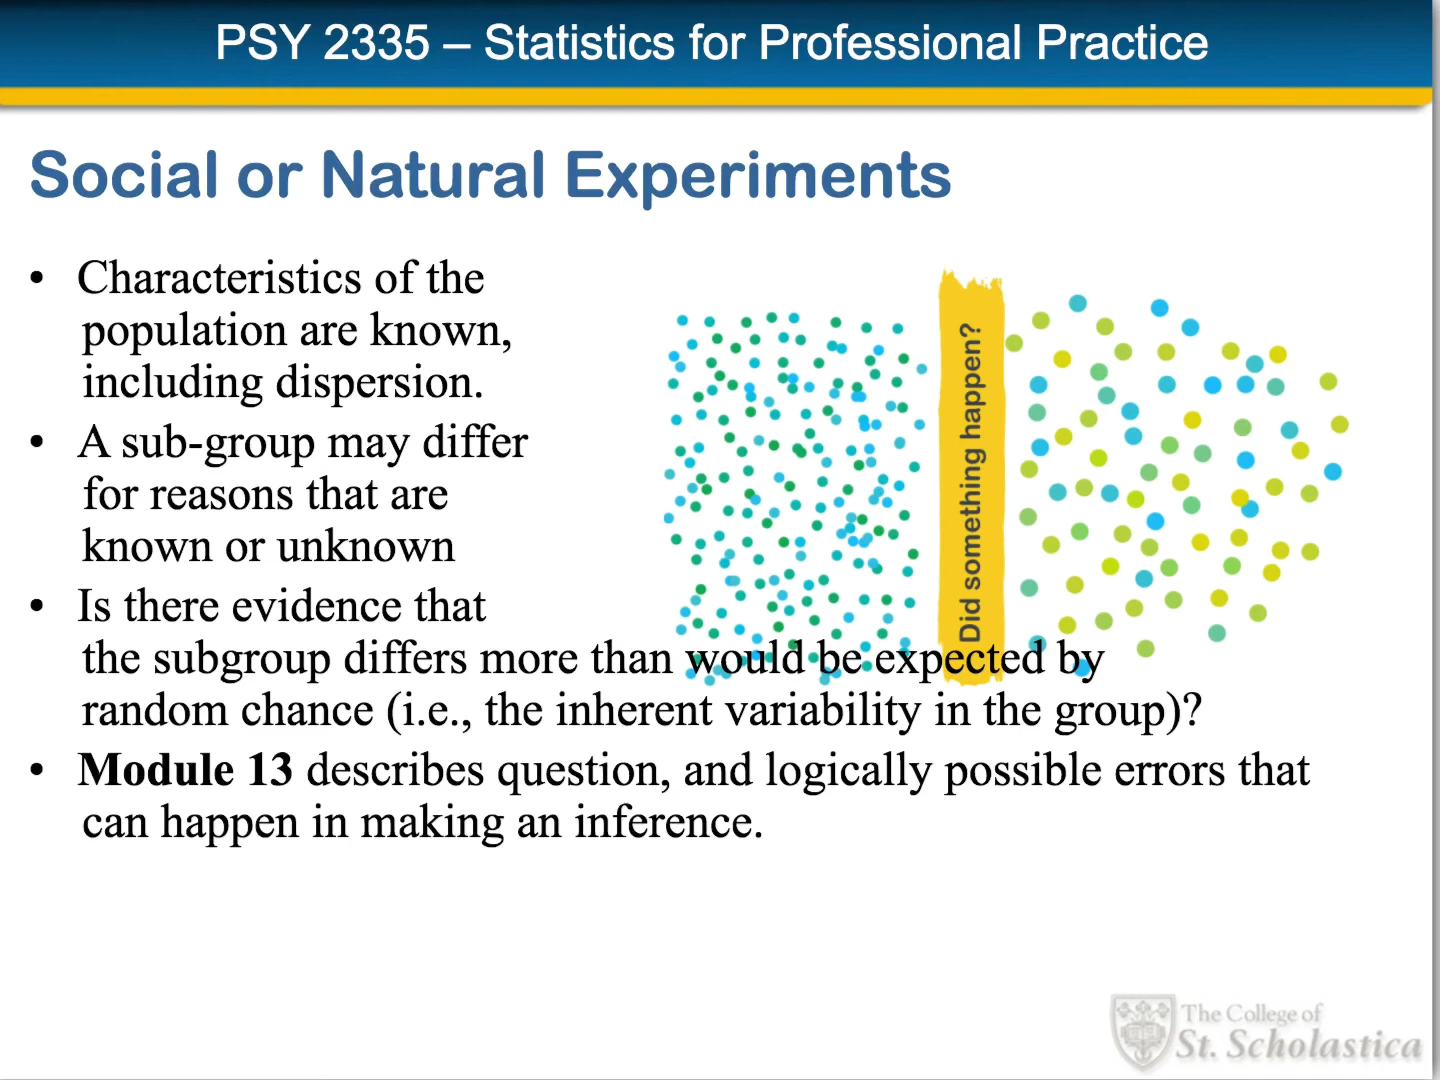 PSY 2335 – Statistics for Professional Practice
Social or Natural Experiments
• Characteristics of the
population are known,
including dispersion.
• A sub-group may differ
for reasons that are
known or unknown
• Is there evidence that
the subgroup differs more than would be expected by
random chance (i.e., the inherent variability in the group)?
• Module 13 describes question, and logically possible errors that
can happen in making an inference.
Did something happen?
The College of
St. Scholastica